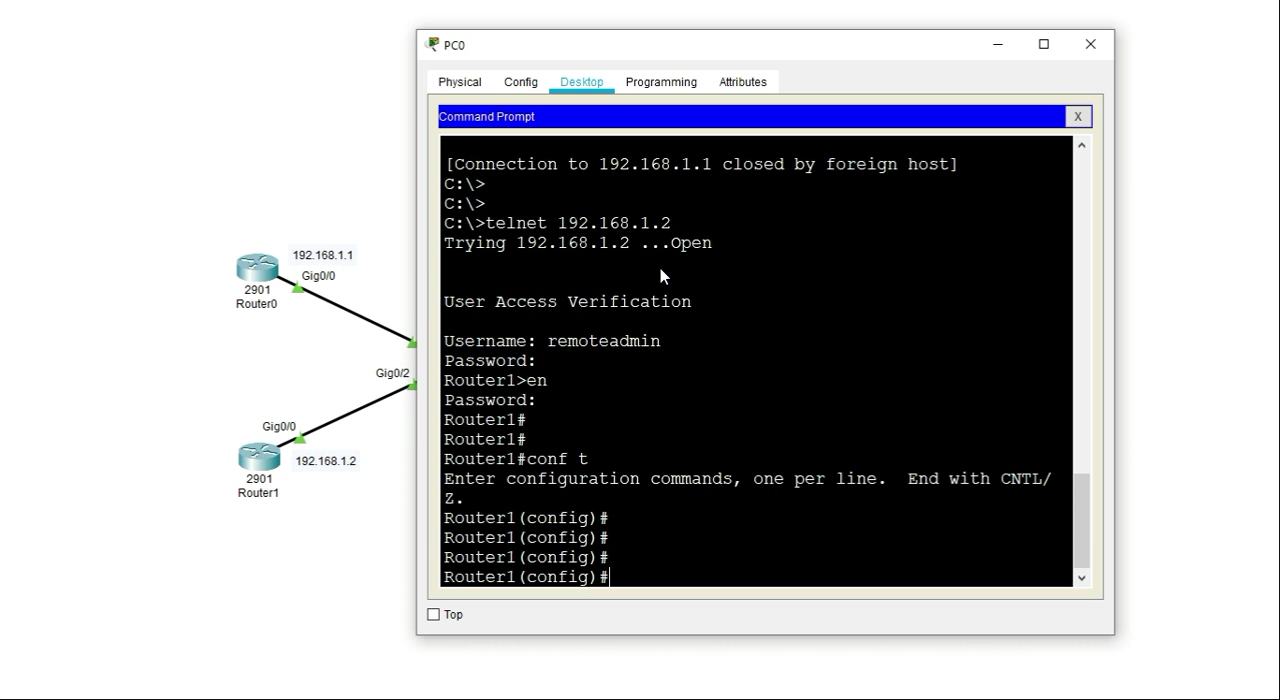 PC0
Physical Config Desktop Programming Attributes
Command Prompt X
[Connection to 192.168.1.1 closed by foreign host]
C:\>
C:\>
C:\>telnet 192.168.1.2
Trying 192.168.1.2 ...Open
User Access Verification
Username: remoteadmin
Password:
Router1>en
Password:
Router1#
Router1#
Router1#conf t
Enter configuration commands, one per line.  End with CNTL/
Z.
Router1(config)#
Router1(config)#
Router1(config)#
Router1(config)#
Top
192.168.1.1
Gig0/0
2901
Router0
Gig0/2
Gig0/0
192.168.1.2
2901
Router1